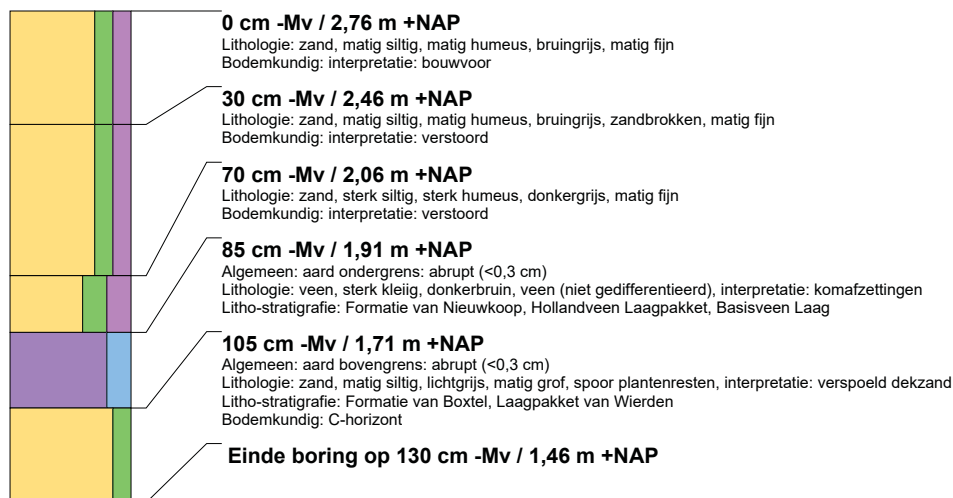 0 cm -Mv / 2,76 m +NAP
Lithologie: zand, matig siltig, matig humeus, bruingrijs, matig fijn
Bodemkundig: interpretatie: bouwvoor
30 cm -Mv / 2,46 m +NAP
Lithologie: zand, matig siltig, matig humeus, bruingrijs, zandbrokken, matig fijn
Bodemkundig: interpretatie: verstoord
70 cm -Mv / 2,06 m +NAP
Lithologie: zand, sterk siltig, sterk humeus, donkergrijs, matig fijn
Bodemkundig: interpretatie: verstoord
85 cm -Mv / 1,91 m +NAP
Algemeen: aard ondergrens: abrupt (<0,3 cm)
Lithologie: veen, sterk kleiig, donkerbruin, veen (niet gedifferentieerd), interpretatie: komafzettingen
Litho-stratigrafie: Formatie van Nieuwkoop, Hollandveen Laagpakket, Basisveen Laag
105 cm -Mv / 1,71 m +NAP
Algemeen: aard bovengrens: abrupt (<0,3 cm)
Lithologie: zand, matig siltig, lichtgrijs, matig grof, spoor plantenresten, interpretatie: verspoeld dekzand
Litho-stratigrafie: Formatie van Boxtel, Laagpakket van Wierden
Bodemkundig: C-horizont
Einde boring op 130 cm -Mv / 1,46 m +NAP